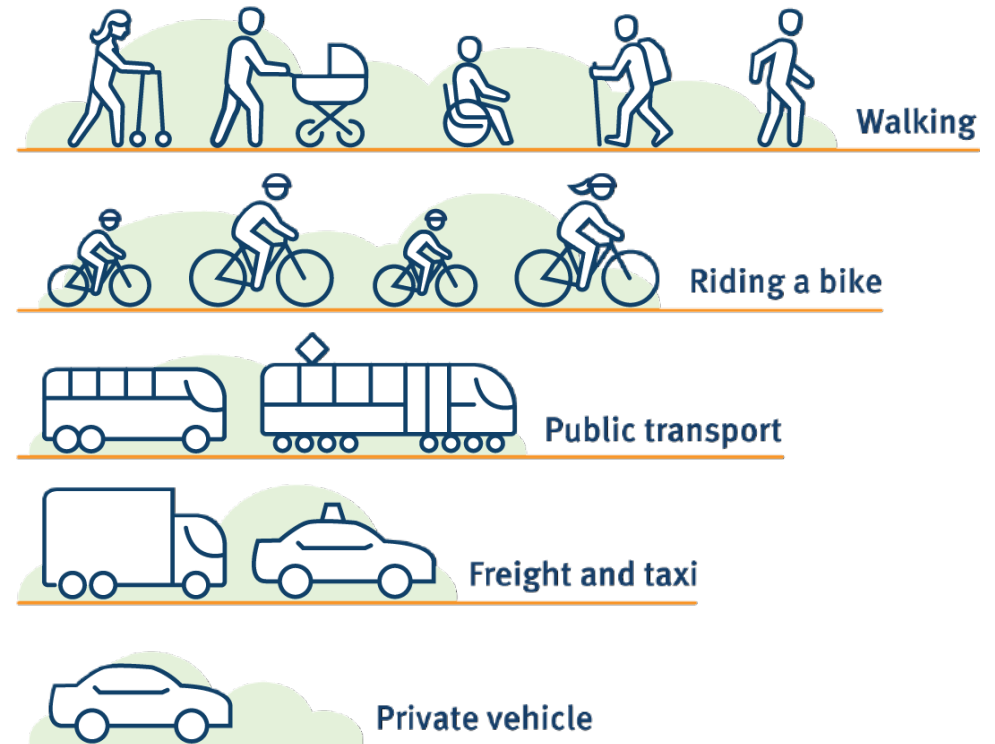 Walking
Riding a bike
Public transport
Freight and taxi
Private vehicle